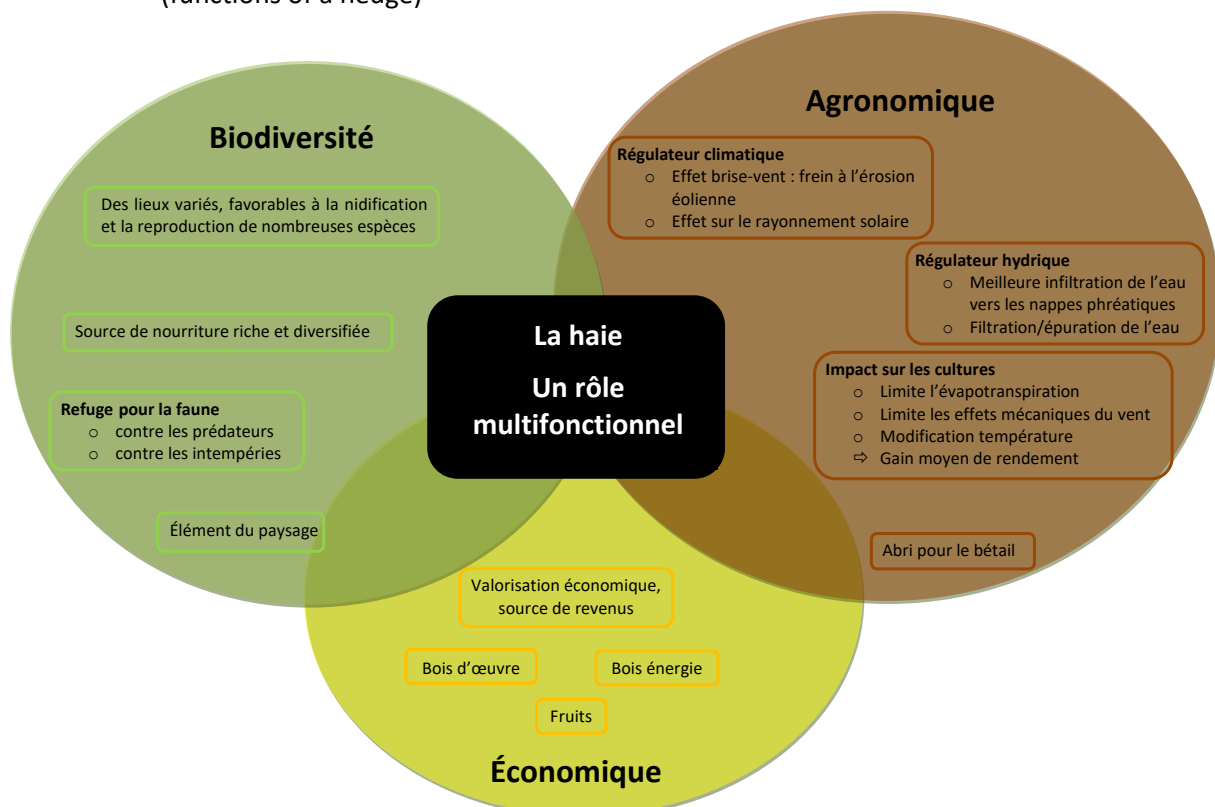 (functions of a hedge)
Biodiversité
Des lieux variés, favorables à la nidification
et la reproduction de nombreuses espèces
Source de nourriture riche et diversifiée
Refuge pour la faune
o contre les prédateurs
o contre les intempéries
Élément du paysage
Agronomique
Régulateur climatique
o Effet brise-vent : frein à l’érosion
éolienne
o Effet sur le rayonnement solaire
Régulateur hydrique
o Meilleure infiltration de l’eau
vers les nappes phréatiques
o Filtration/épuration de l’eau
Impact sur les cultures
o Limite l’évapotranspiration
o Limite les effets mécaniques du vent
o Modification température
⇨ Gain moyen de rendement
Abri pour le bétail
La haie
Un rôle
multifonctionnel
Valorisation économique,
source de revenus
Bois d’œuvre
Bois énergie
Fruits
Économique